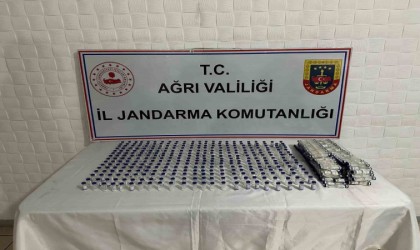 T.C.
AĞRI VALİLİĞİ
İL JANDARMA KOMUTANLIĞI